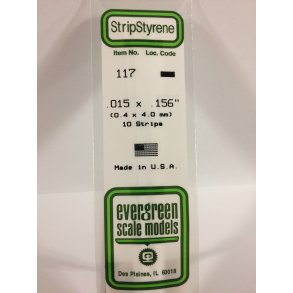 StripStyrene
Item No. Loc. Code
117
.015 x .156"
(0.4 x 4.0 mm)
10 Strips
Made in U.S.A.
evergreen
scale models
Des Plaines, IL 60018